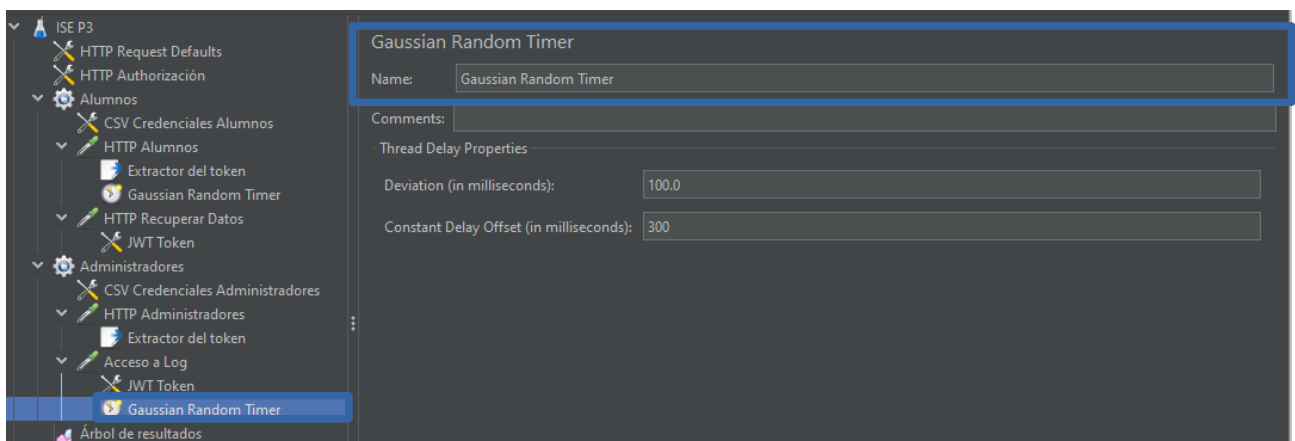 ISE P3
HTTP Request Defaults
HTTP Authorización
Alumnos
CSV Credenciales Alumnos
HTTP Alumnos
Extractor del token
Gaussian Random Timer
HTTP Recuperar Datos
JWT Token
Administradores
CSV Credenciales Administradores
HTTP Administradores
Extractor del token
Acceso a Log
JWT Token
Gaussian Random Timer
Árbol de resultados
Gaussian Random Timer
Name: Gaussian Random Timer
Comments:
Thread Delay Properties
Deviation (in milliseconds): 100.0
Constant Delay Offset (in milliseconds): 300